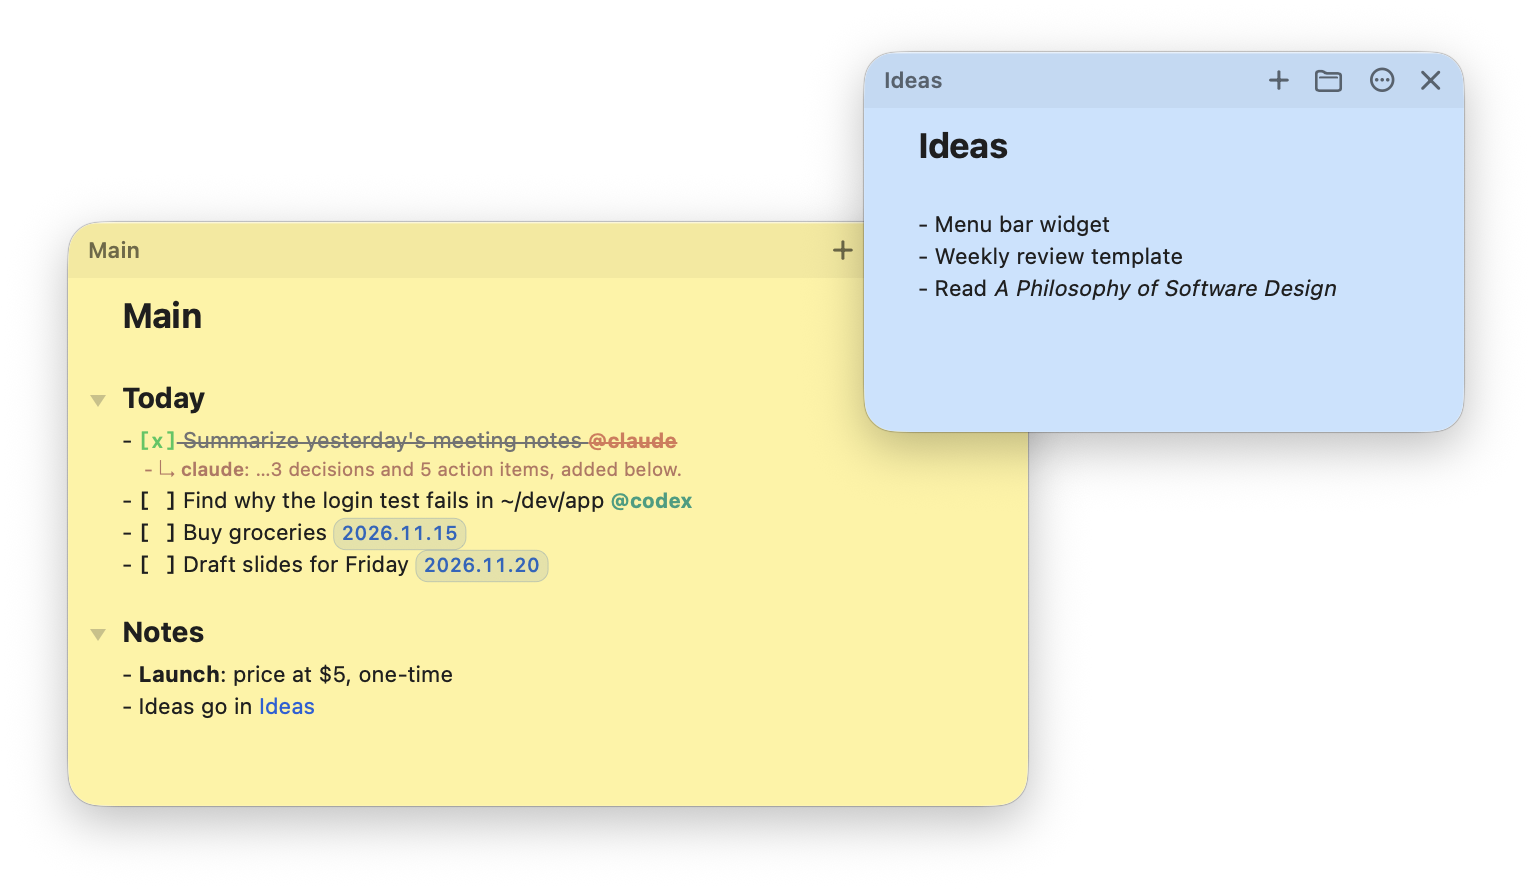 Ideas
Ideas
- Menu bar widget
- Weekly review template
- Read A Philosophy of Software Design
Main
Main
Today
- [x] Summarize yesterday's meeting notes @claude
- ↳ claude: ...3 decisions and 5 action items, added below.
- [ ] Find why the login test fails in ~/dev/app @codex
- [ ] Buy groceries 2026.11.15
- [ ] Draft slides for Friday 2026.11.20
Notes
- Launch: price at $5, one-time
- Ideas go in Ideas